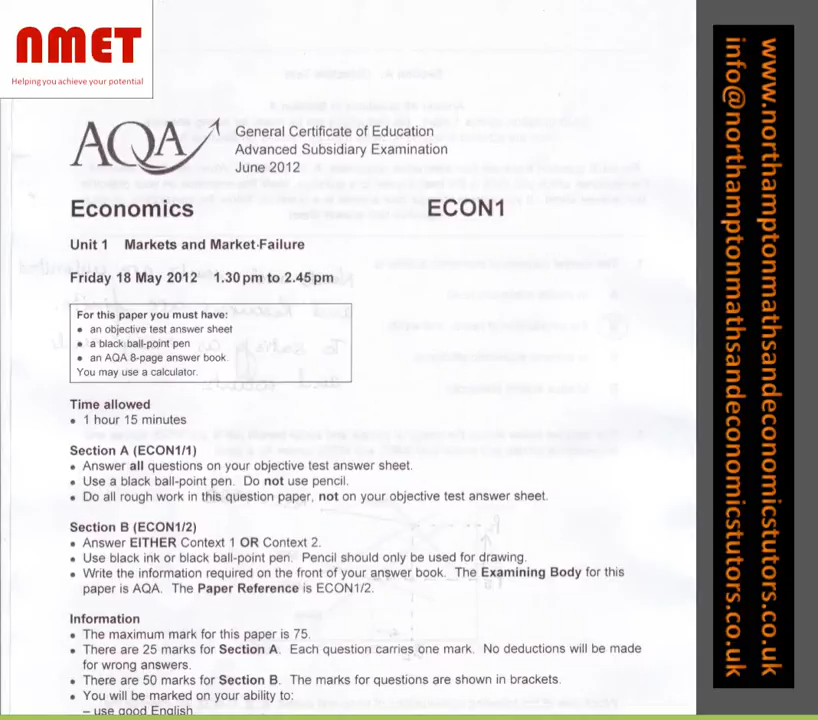 nMET
Helping you achieve your potential
AQA
General Certificate of Education
Advanced Subsidiary Examination
June 2012
Economics ECON1
Unit 1 Markets and Market Failure
Friday 18 May 2012 1.30 pm to 2.45 pm
For this paper you must have:
• an objective test answer sheet
• a black ball-point pen
• an AQA 8-page answer book.
You may use a calculator.
Time allowed
• 1 hour 15 minutes
Section A (ECON1/1)
• Answer all questions on your objective test answer sheet.
• Use a black ball-point pen. Do not use pencil.
• Do all rough work in this question paper, not on your objective test answer sheet.
Section B (ECON1/2)
• Answer EITHER Context 1 OR Context 2.
• Use black ink or black ball-point pen. Pencil should only be used for drawing.
• Write the information required on the front of your answer book. The Examining Body for this
paper is AQA. The Paper Reference is ECON1/2.
Information
• The maximum mark for this paper is 75.
• There are 25 marks for Section A. Each question carries one mark. No deductions will be made
for wrong answers.
• There are 50 marks for Section B. The marks for questions are shown in brackets.
• You will be marked on your ability to:
– use good English
www.northamptonmathsandeconomicstutors.co.uk
info@northamptonmathsandeconomicstutors.co.uk